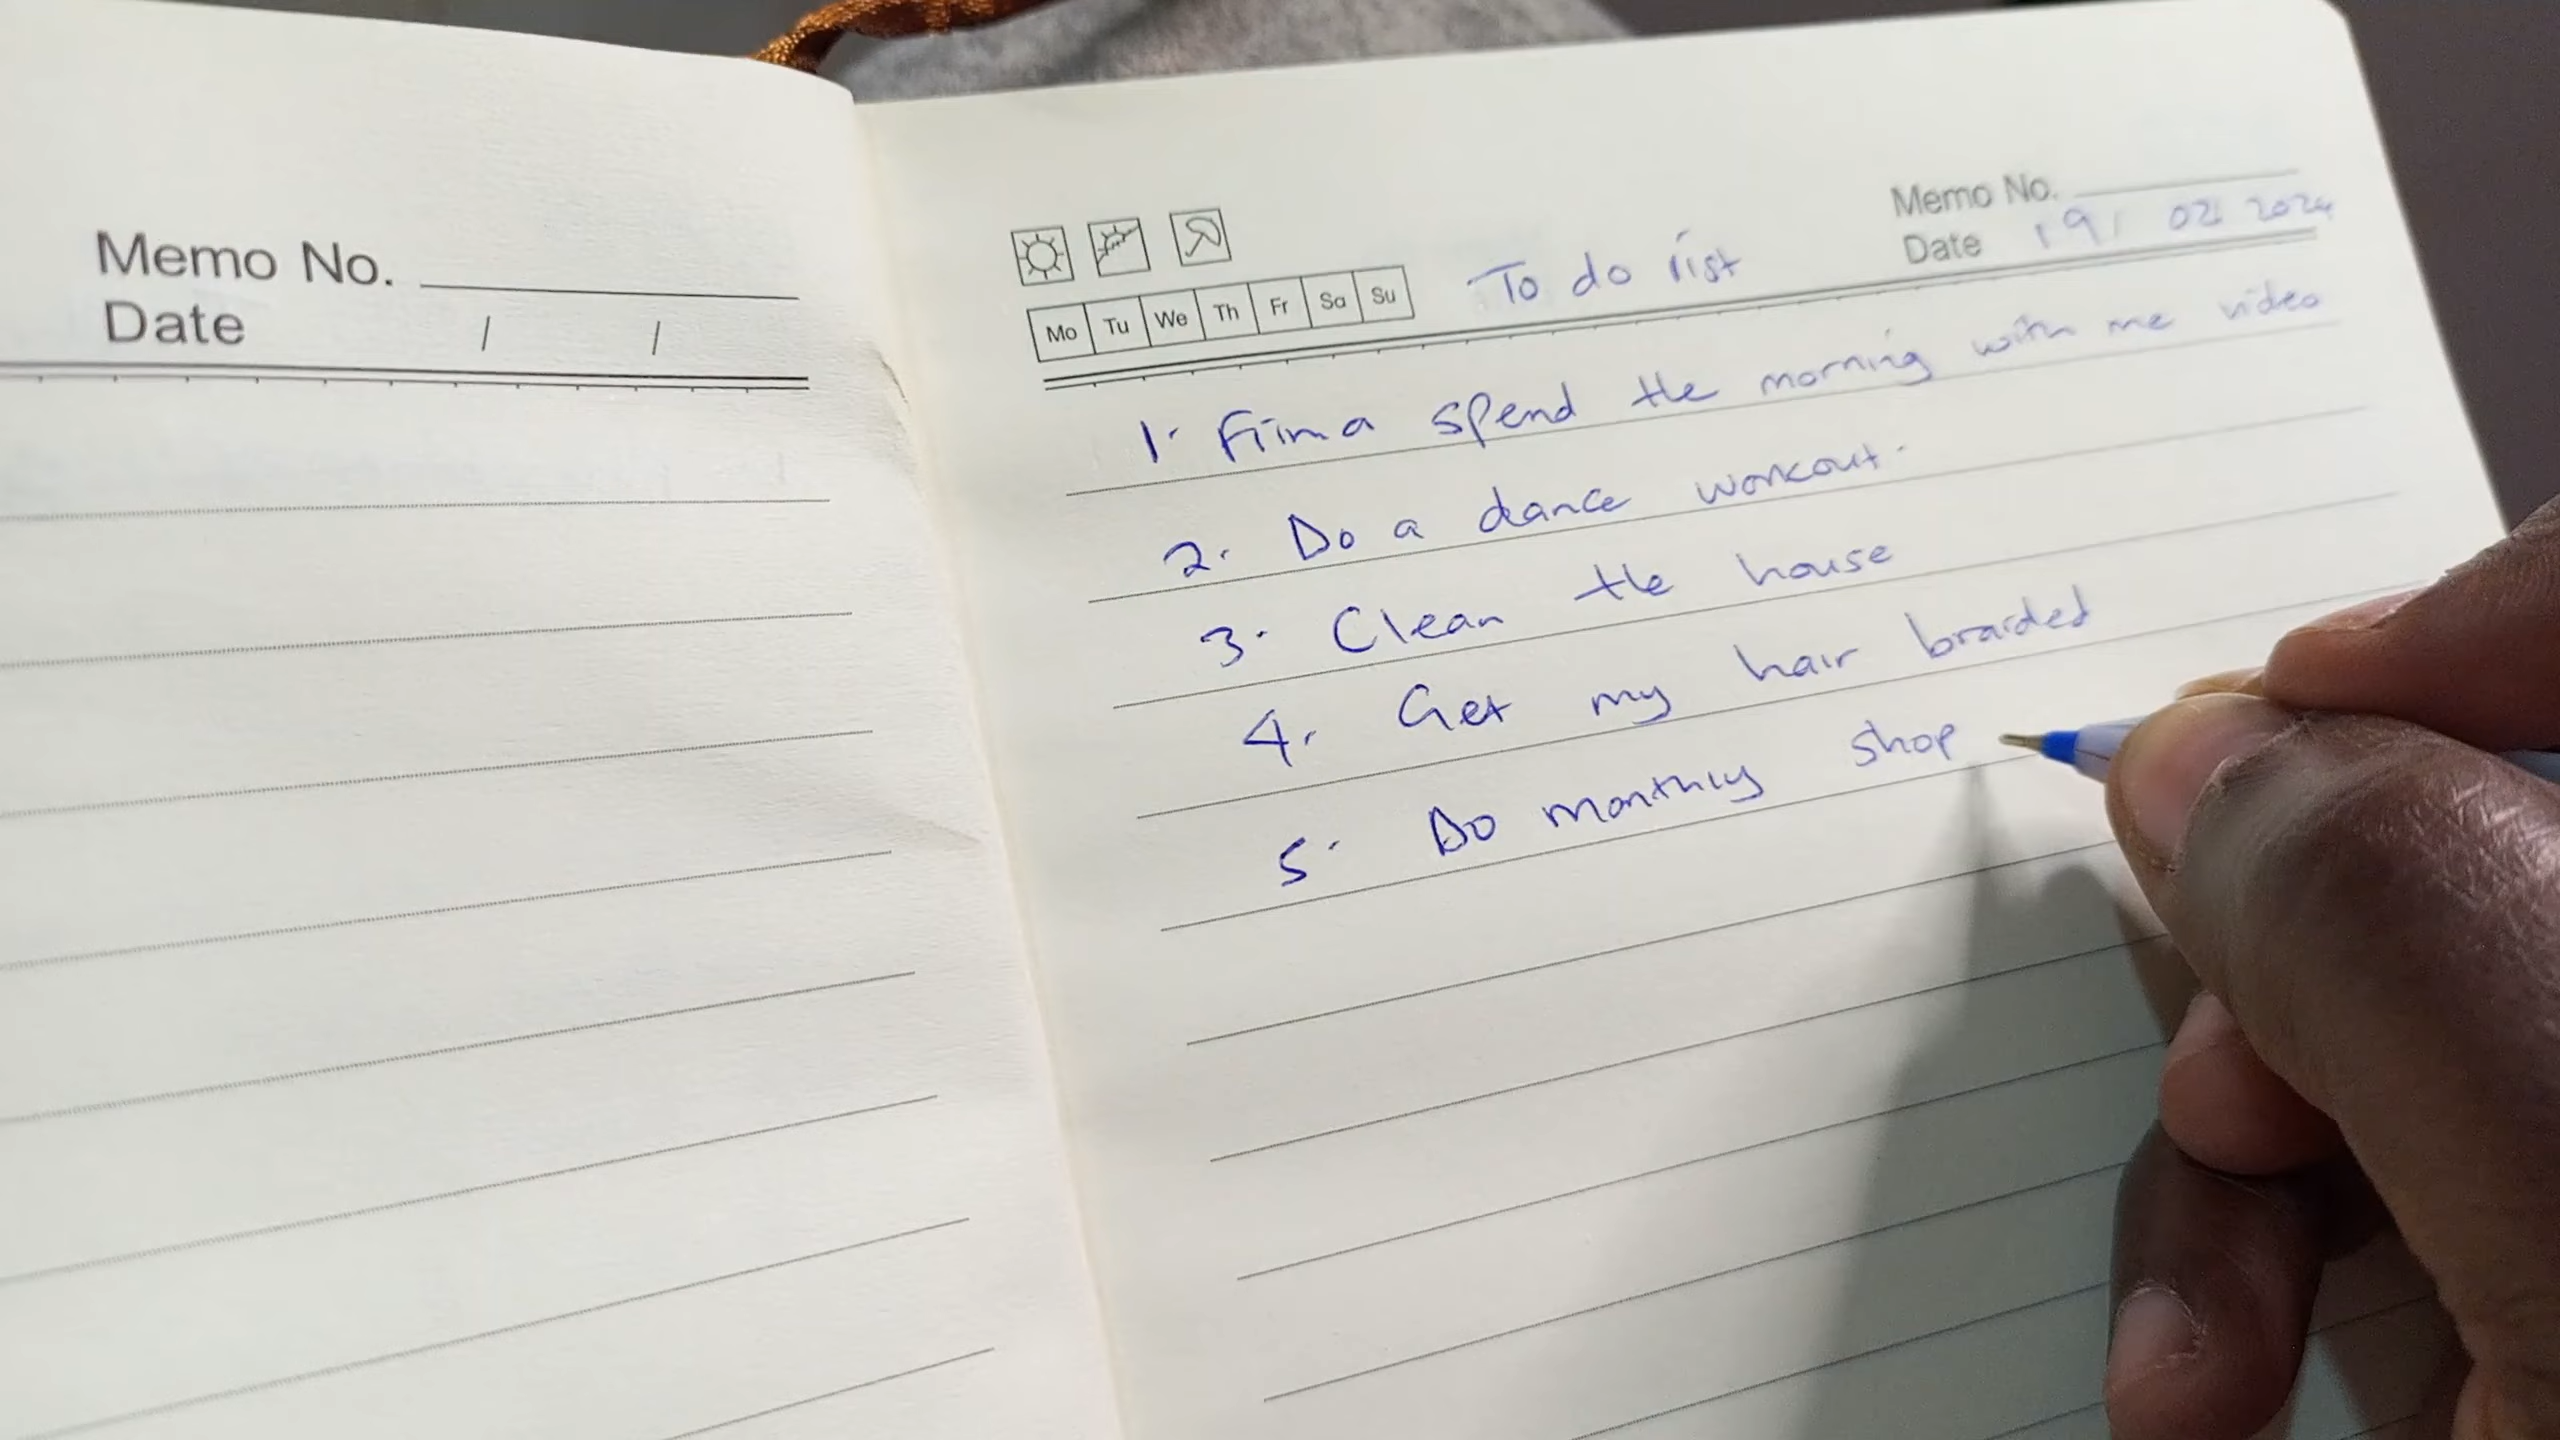 Memo No.
Date / /
Memo No.
Date 19/ 02/ 2024
Mo Tu We Th Fr Sa Su
To do list
1. Film a spend the morning with me video
2. Do a dance workout.
3. Clean the house
4. Get my hair braided
5. Do monthly shop